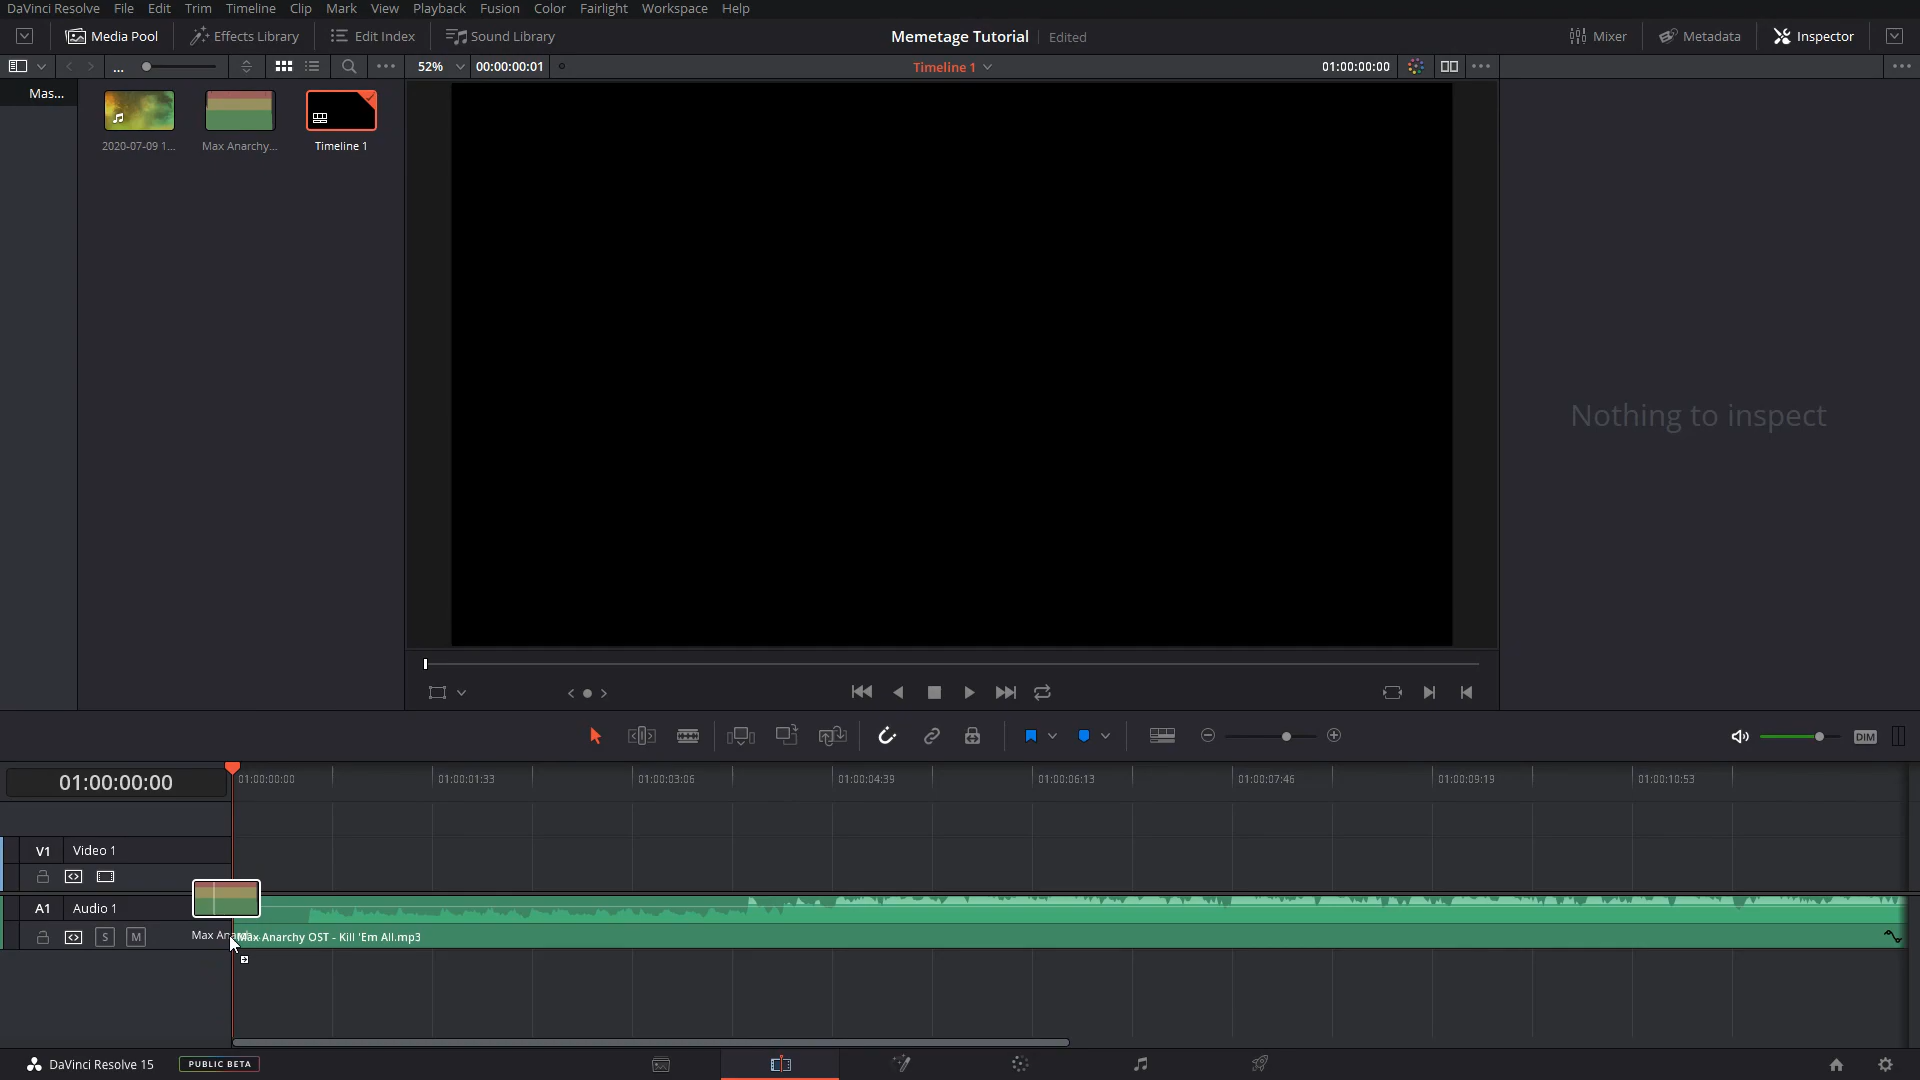 DaVinci Resolve File Edit Trim Timeline Clip Mark View Playback Fusion Color Fairlight Workspace Help
Media Pool Effects Library Edit Index Sound Library Memetage Tutorial Edited Mixer Metadata Inspector
... 52% 00:00:00:01 Timeline 1 01:00:00:00
Mas...
2020-07-09 1... Max Anarchy... Timeline 1
Nothing to inspect
DIM
01:00:00:00 01:00:00:00 01:00:01:33 01:00:03:06 01:00:04:39 01:00:06:13 01:00:07:46 01:00:09:19 01:00:10:53
V1 Video 1
A1 Audio 1
S M Max Anarchy OST - Kill 'Em All.mp3
DaVinci Resolve 15 PUBLIC BETA